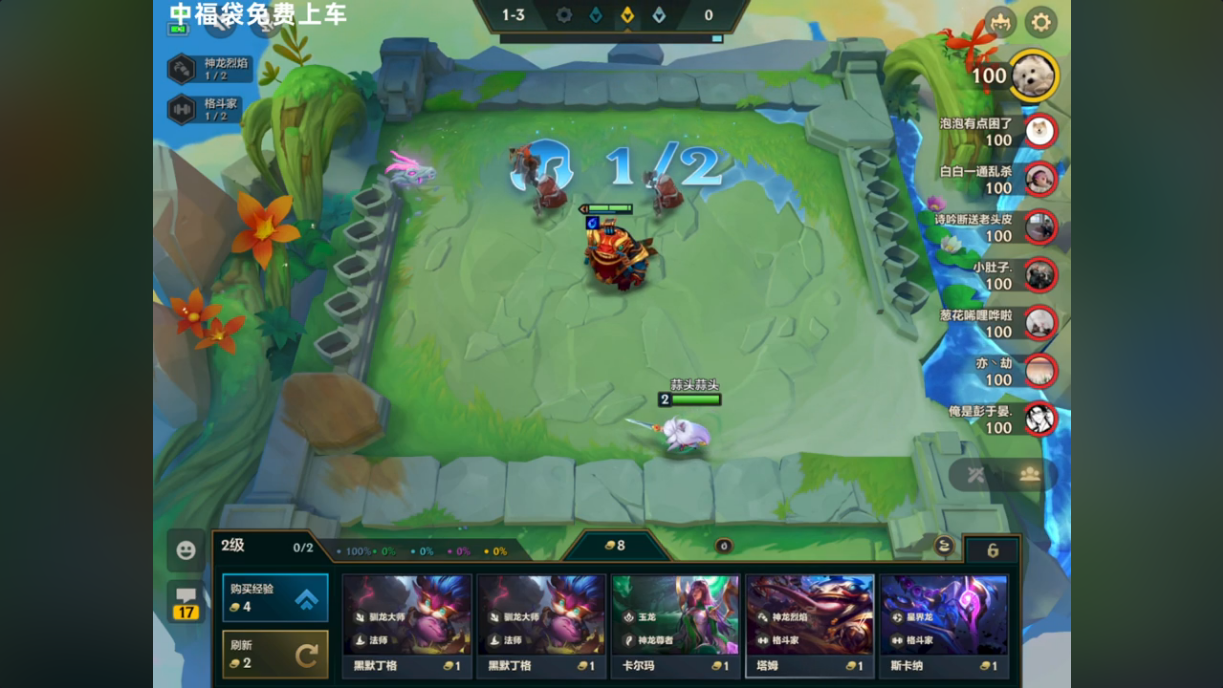 中福袋免费上车
1-3
0
神龙烈焰
1 / 2
格斗家
1 / 2
1/2
100
泡泡有点困了
100
白白一通乱杀
100
诗吟断送老头皮
100
小肚子.
100
葱花唏哩哗啦
100
亦丶劫
100
俺是彭于晏.
100
蒜头蒜头
2
2级
0/2
100% 0% 0% 0% 0%
8
0
6
购买经验
4
刷新
2
17
驯龙大师
法师
黑默丁格 1
驯龙大师
法师
黑默丁格 1
玉龙
神龙尊者
卡尔玛 1
神龙烈焰
格斗家
塔姆 1
星界龙
格斗家
斯卡纳 1